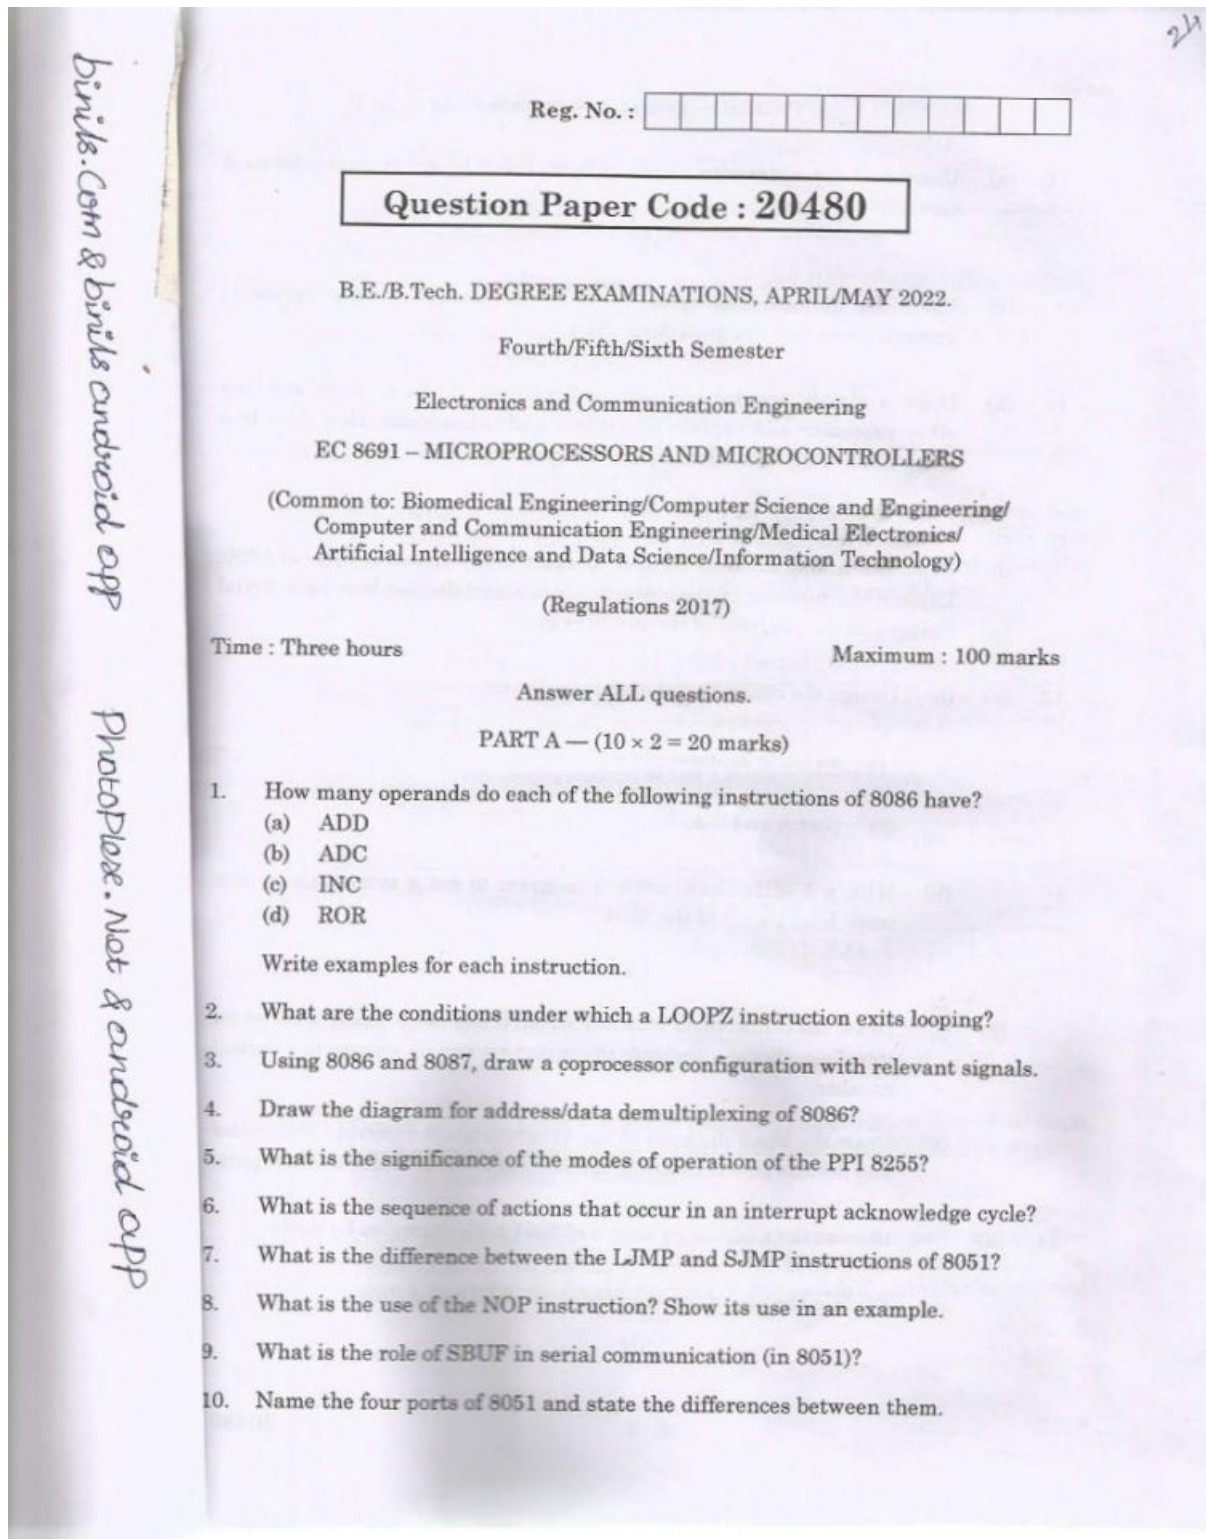 24
Reg. No. :
Question Paper Code : 20480
B.E./B.Tech. DEGREE EXAMINATIONS, APRIL/MAY 2022.
Fourth/Fifth/Sixth Semester
Electronics and Communication Engineering
EC 8691 – MICROPROCESSORS AND MICROCONTROLLERS
(Common to: Biomedical Engineering/Computer Science and Engineering/
Computer and Communication Engineering/Medical Electronics/
Artificial Intelligence and Data Science/Information Technology)
(Regulations 2017)
Time : Three hours Maximum : 100 marks
Answer ALL questions.
PART A — (10 × 2 = 20 marks)
1. How many operands do each of the following instructions of 8086 have?
(a) ADD
(b) ADC
(c) INC
(d) ROR
Write examples for each instruction.
2. What are the conditions under which a LOOPZ instruction exits looping?
3. Using 8086 and 8087, draw a coprocessor configuration with relevant signals.
4. Draw the diagram for address/data demultiplexing of 8086?
5. What is the significance of the modes of operation of the PPI 8255?
6. What is the sequence of actions that occur in an interrupt acknowledge cycle?
7. What is the difference between the LJMP and SJMP instructions of 8051?
8. What is the use of the NOP instruction? Show its use in an example.
9. What is the role of SBUF in serial communication (in 8051)?
10. Name the four ports of 8051 and state the differences between them.
binils.Com & binils android app
PhotoPlex.Net & android app